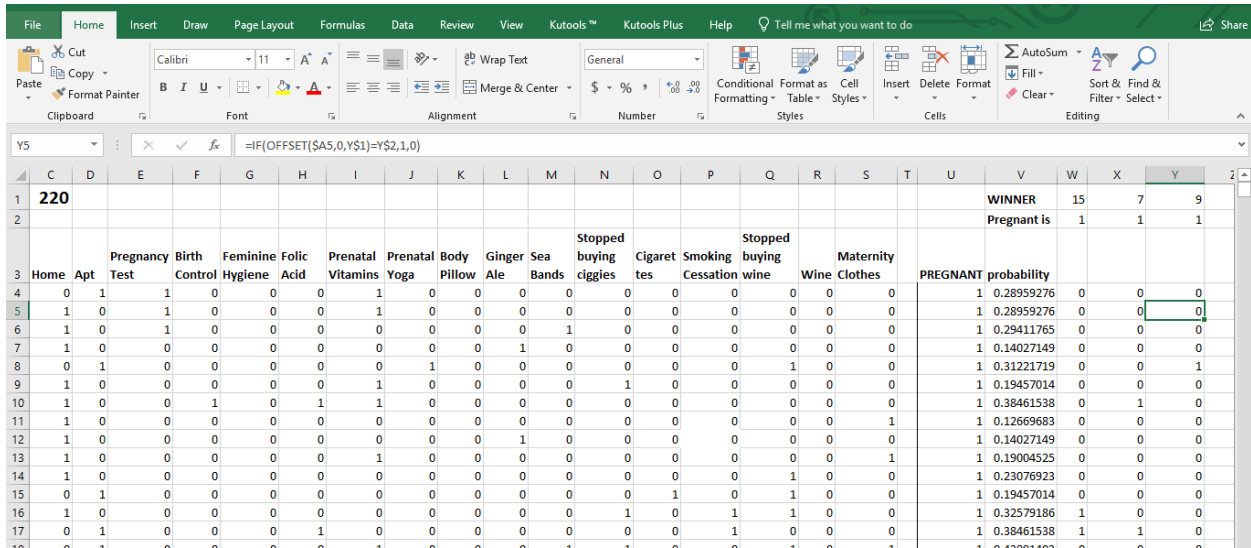 File Home Insert Draw Page Layout Formulas Data Review View Kutools ™ Kutools Plus Help Tell me what you want to do Share
Cut
Copy
Format Painter
Paste
Calibri 11 A A
B I U A
ab Wrap Text
Merge & Center
General
$ % , .00 →.0
Conditional Formatting Format as Table Cell Styles
Insert Delete Format
AutoSum
Fill
Clear
Sort & Filter Find & Select
Clipboard Font Alignment Number Styles Cells Editing
Y5 fx =IF(OFFSET($A5,0,Y$1)=Y$2,1,0)
C D E F G H I J K L M N O P Q R S T U V W X Y
1 220 WINNER 15 7 9
2 Pregnant is 1 1 1
3 Home Apt Pregnancy Test Birth Control Feminine Hygiene Folic Acid Prenatal Vitamins Prenatal Yoga Body Pillow Ginger Ale Sea Bands Stopped buying ciggies Cigaret tes Smoking Cessation Stopped buying wine Wine Maternity Clothes PREGNANT probability
4 0 1 1 0 0 0 1 0 0 0 0 0 0 0 0 0 0 1 0.28959276 0 0 0
5 1 0 1 0 0 0 1 0 0 0 0 0 0 0 0 0 0 1 0.28959276 0 0 0
6 1 0 1 0 0 0 0 0 0 0 1 0 0 0 0 0 0 1 0.29411765 0 0 0
7 1 0 0 0 0 0 0 0 0 1 0 0 0 0 0 0 0 1 0.14027149 0 0 0
8 0 1 0 0 0 0 0 1 0 0 0 0 0 0 1 0 0 1 0.31221719 0 0 1
9 1 0 0 0 0 0 1 0 0 0 0 1 0 0 0 0 0 1 0.19457014 0 0 0
10 1 0 0 1 0 1 1 0 0 0 0 0 0 0 0 0 0 1 0.38461538 0 1 0
11 1 0 0 0 0 0 0 0 0 0 0 0 0 0 0 0 1 1 0.12669683 0 0 0
12 1 0 0 0 0 0 0 0 0 1 0 0 0 0 0 0 0 1 0.14027149 0 0 0
13 1 0 0 0 0 0 1 0 0 0 0 0 0 0 0 0 1 1 0.19004525 0 0 0
14 1 0 0 0 0 0 0 0 0 0 0 0 0 0 1 0 0 1 0.23076923 0 0 0
15 0 1 0 0 0 0 0 0 0 0 0 0 1 0 1 0 0 1 0.19457014 0 0 0
16 1 0 0 0 0 0 0 0 0 0 0 1 0 1 1 0 0 1 0.32579186 1 0 0
17 0 1 0 0 0 1 0 0 0 0 0 0 0 1 0 0 0 1 0.38461538 1 1 0